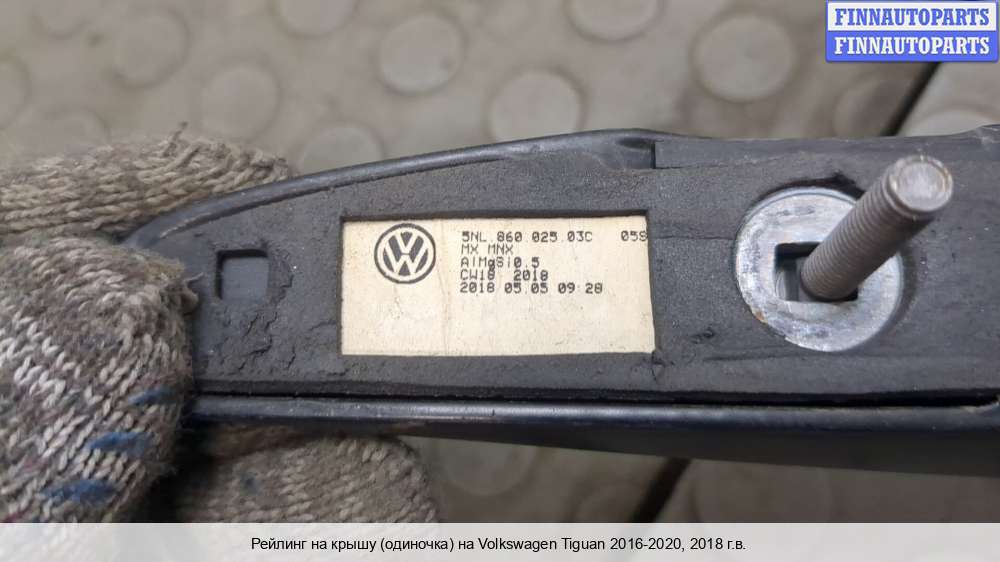 FINNAUTOPARTS
FINNAUTOPARTS
5NL.860.025.03C 05S
MX MNX
AlMgSi0.5
CW18 2018
2018 05.05 09:28
Рейлинг на крышу (одиночка) на Volkswagen Tiguan 2016-2020, 2018 г.в.